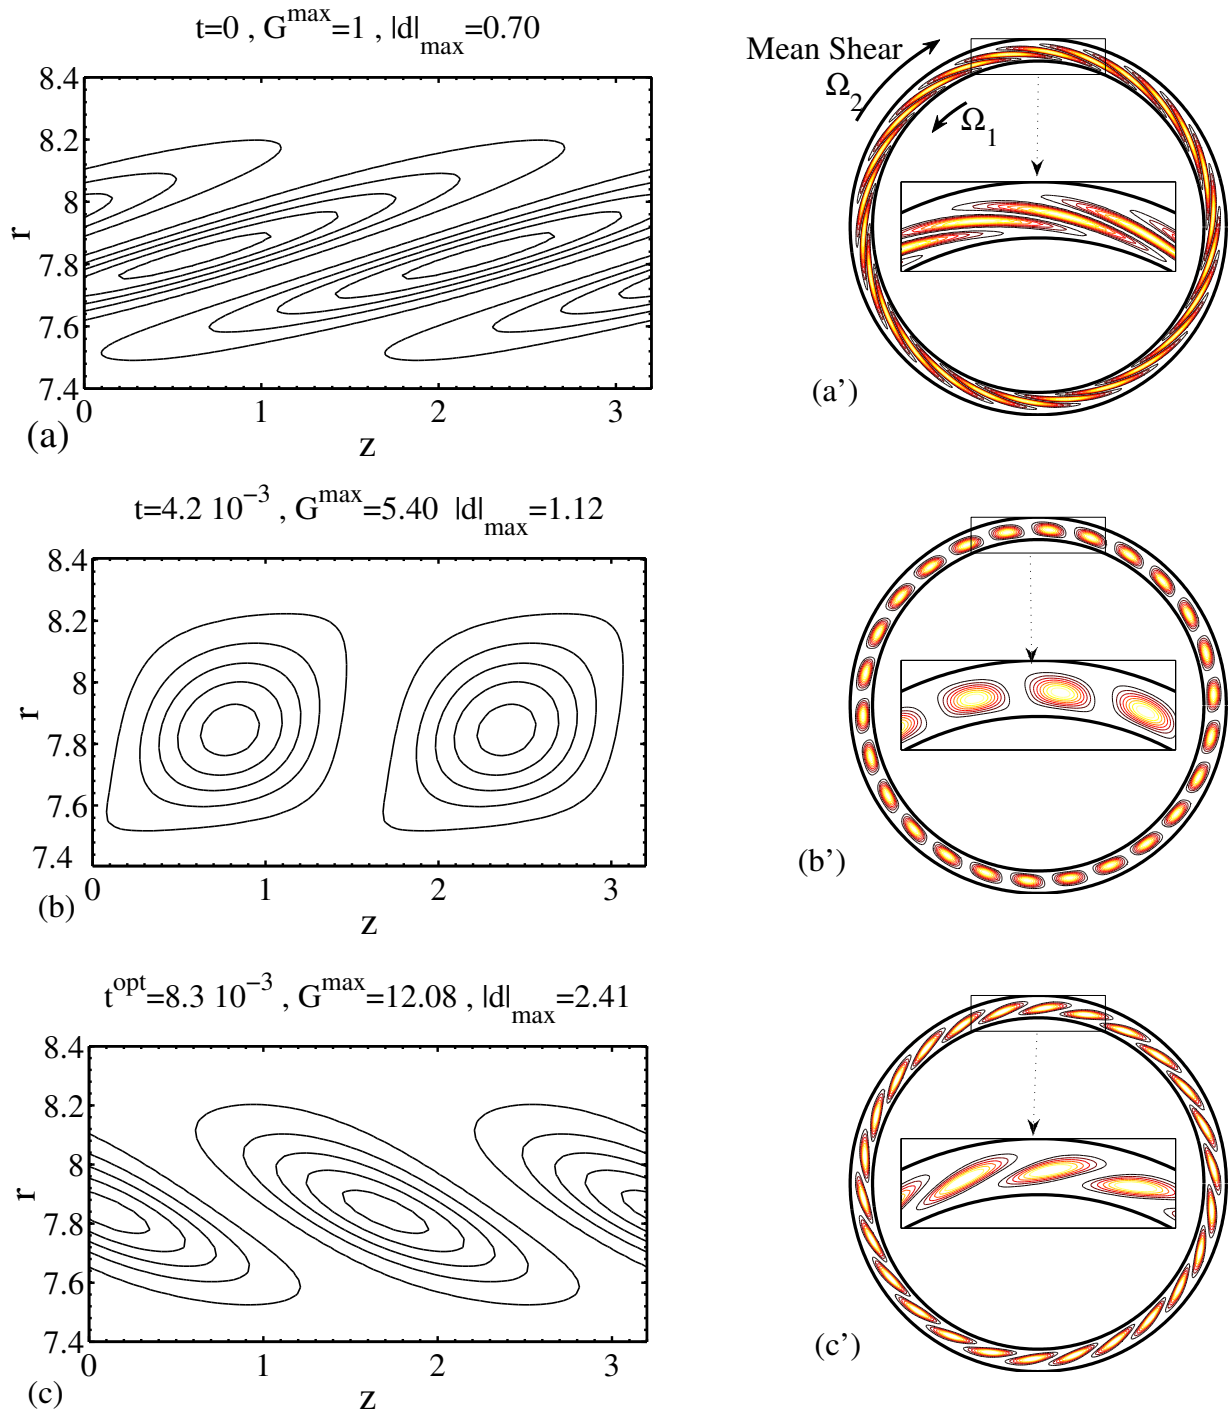 t=0 , G^max=1 , |d|_max=0.70
8.4
8.2
8
7.8
7.6
7.4
r
0 1 2 3
z
(a)
Mean Shear
Ω_2
Ω_1
(a')
t=4.2 10^−3 , G^max=5.40 |d|_max=1.12
8.4
8.2
8
7.8
7.6
7.4
r
0 1 2 3
z
(b)
(b')
t^opt=8.3 10^−3 , G^max=12.08 , |d|_max=2.41
8.4
8.2
8
7.8
7.6
7.4
r
0 1 2 3
z
(c)
(c')